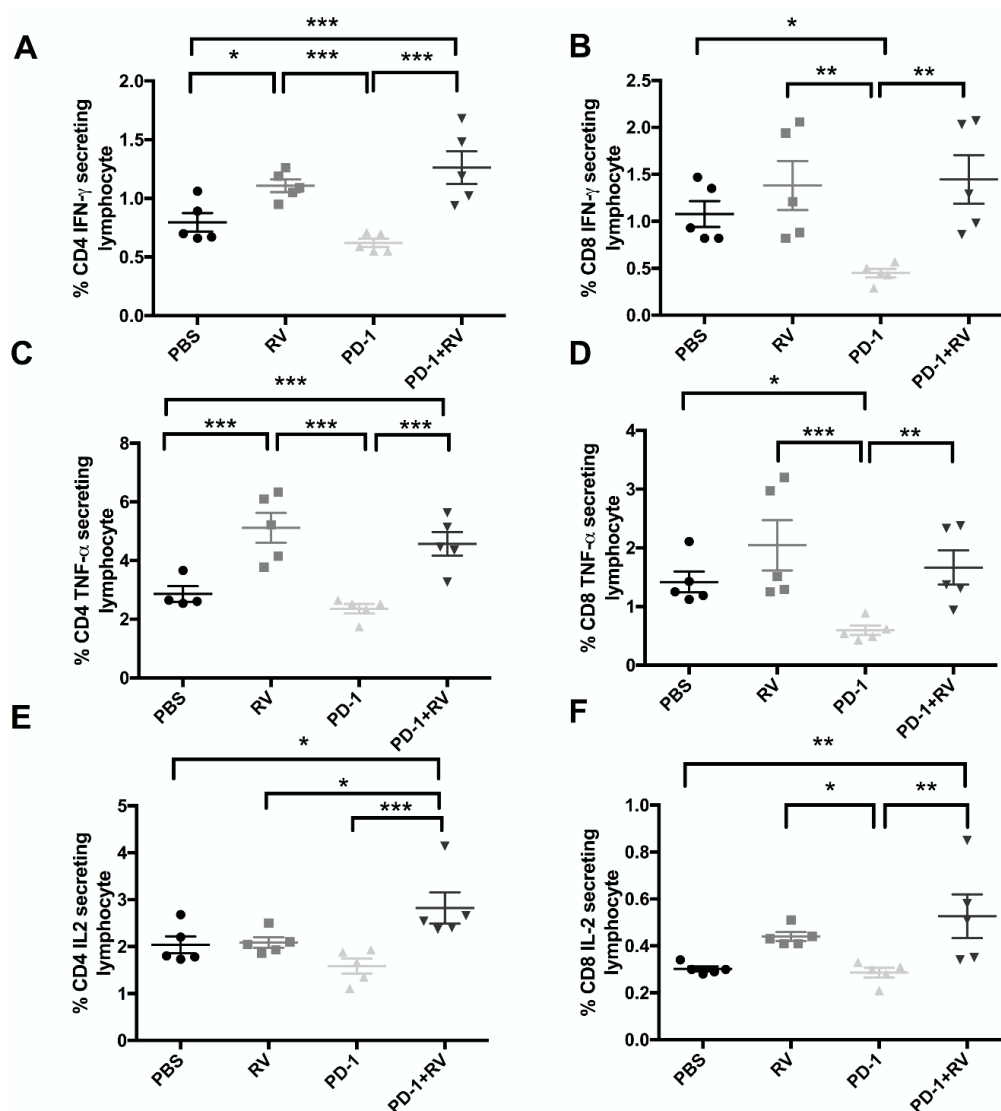 A
***
*
***
***
% CD4 IFN-γ secreting
lymphocyte
2.0
1.5
1.0
0.5
0.0
PBS
RV
PD-1
PD-1+RV
B
*
**
**
% CD8 IFN-γ secreting
lymphocyte
2.5
2.0
1.5
1.0
0.5
0.0
PBS
RV
PD-1
PD-1+RV
C
***
***
***
***
% CD4 TNF-α secreting
lymphocyte
8
6
4
2
0
PBS
RV
PD-1
PD-1+RV
D
*
***
**
% CD8 TNF-α secreting
lymphocyte
4
3
2
1
0
PBS
RV
PD-1
PD-1+RV
E
*
*
***
% CD4 IL2 secreting
lymphocyte
5
4
3
2
1
0
PBS
RV
PD-1
PD-1+RV
F
**
*
**
% CD8 IL-2 secreting
lymphocyte
1.0
0.8
0.6
0.4
0.2
0.0
PBS
RV
PD-1
PD-1+RV